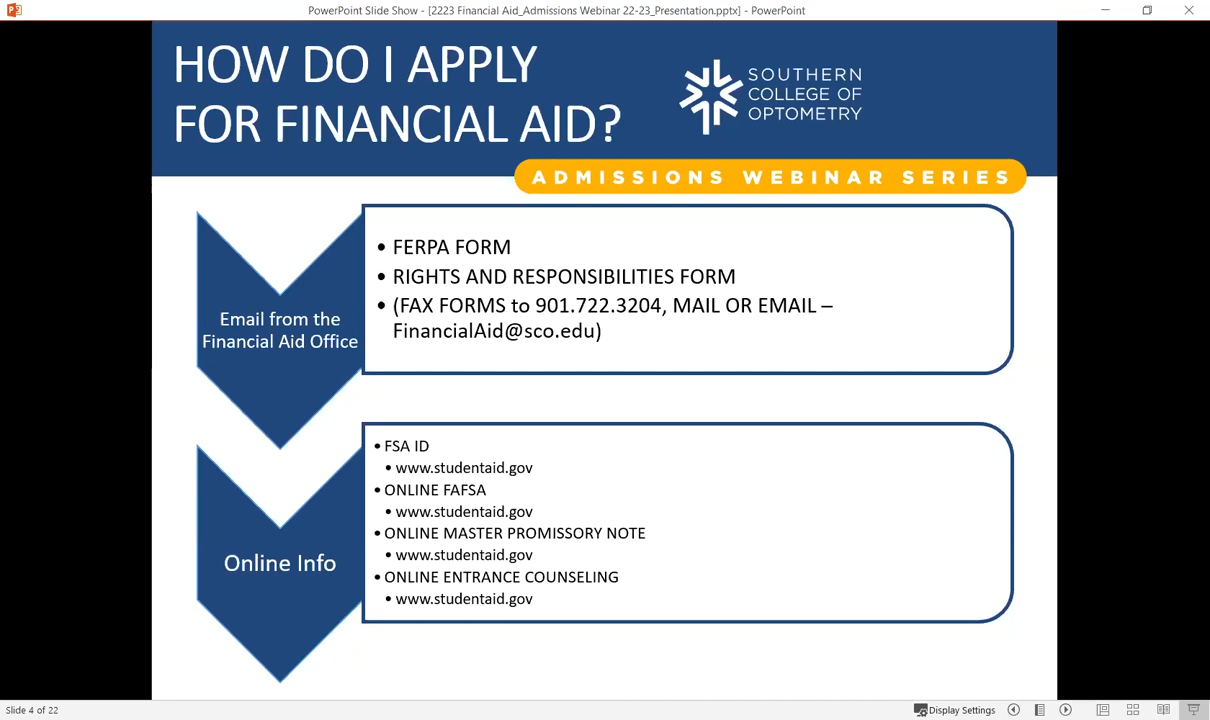 PowerPoint Slide Show - [2223 Financial Aid_Admissions Webinar 22-23_Presentation.pptx] - PowerPoint
HOW DO I APPLY
FOR FINANCIAL AID?
SOUTHERN
COLLEGE OF
OPTOMETRY
ADMISSIONS WEBINAR SERIES
Email from the
Financial Aid Office
• FERPA FORM
• RIGHTS AND RESPONSIBILITIES FORM
• (FAX FORMS to 901.722.3204, MAIL OR EMAIL –
FinancialAid@sco.edu)
Online Info
• FSA ID
• www.studentaid.gov
• ONLINE FAFSA
• www.studentaid.gov
• ONLINE MASTER PROMISSORY NOTE
• www.studentaid.gov
• ONLINE ENTRANCE COUNSELING
• www.studentaid.gov
Slide 4 of 22
Display Settings